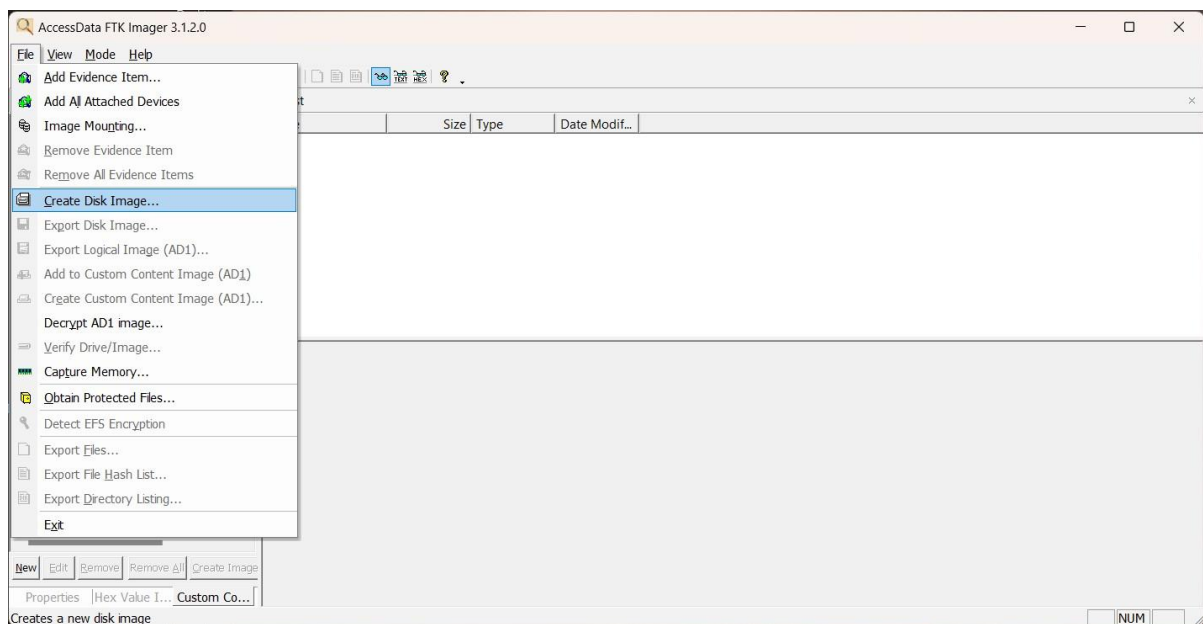 AccessData FTK Imager 3.1.2.0
File View Mode Help
Add Evidence Item...
Add All Attached Devices
Image Mounting...
Remove Evidence Item
Remove All Evidence Items
Create Disk Image...
Export Disk Image...
Export Logical Image (AD1)...
Add to Custom Content Image (AD1)
Create Custom Content Image (AD1)...
Decrypt AD1 image...
Verify Drive/Image...
Capture Memory...
Obtain Protected Files...
Detect EFS Encryption
Export Files...
Export File Hash List...
Export Directory Listing...
Exit
TEXT HEX
Size Type Date Modif...
New Edit Remove Remove All Create Image
Properties Hex Value I... Custom Co...
Creates a new disk image
NUM